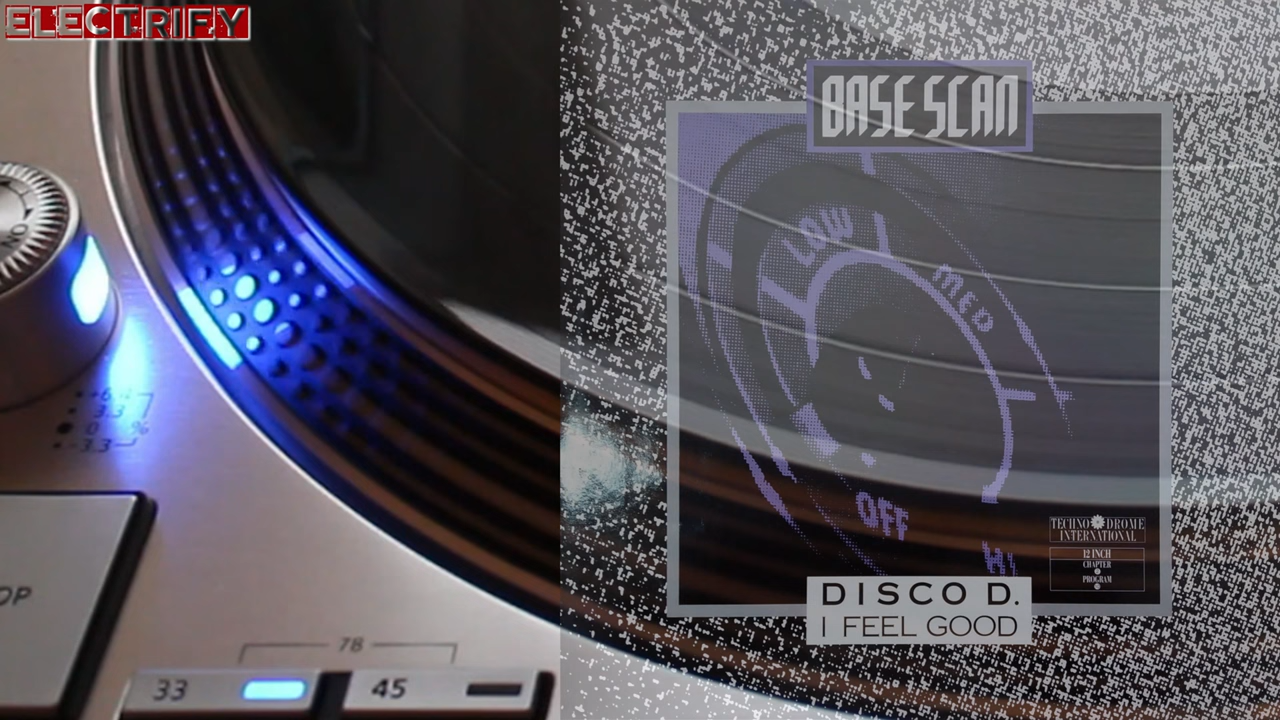 ELECTRIFY
BASE SCAN
LOW
MED
NO
+6
3.3
0 %
-3.3
OFF
HI
TECHNO DROME
INTERNATIONAL
12 INCH
CHAPTER
PROGRAM
OP
DISCO D.
I FEEL GOOD
78
33
45